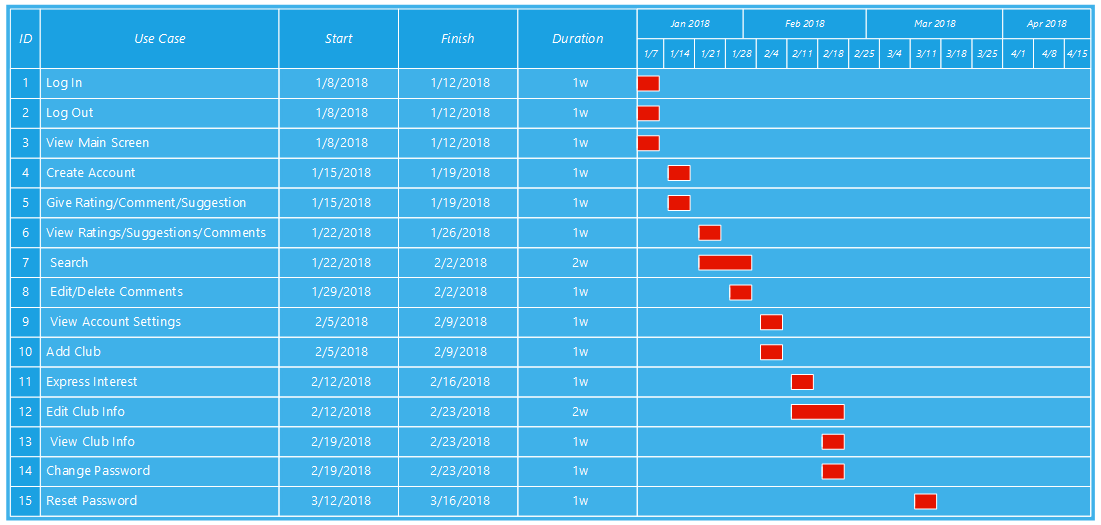 ID Use Case Start Finish Duration Jan 2018 Feb 2018 Mar 2018 Apr 2018
1/7 1/14 1/21 1/28 2/4 2/11 2/18 2/25 3/4 3/11 3/18 3/25 4/1 4/8 4/15
1 Log In 1/8/2018 1/12/2018 1w
2 Log Out 1/8/2018 1/12/2018 1w
3 View Main Screen 1/8/2018 1/12/2018 1w
4 Create Account 1/15/2018 1/19/2018 1w
5 Give Rating/Comment/Suggestion 1/15/2018 1/19/2018 1w
6 View Ratings/Suggestions/Comments 1/22/2018 1/26/2018 1w
7 Search 1/22/2018 2/2/2018 2w
8 Edit/Delete Comments 1/29/2018 2/2/2018 1w
9 View Account Settings 2/5/2018 2/9/2018 1w
10 Add Club 2/5/2018 2/9/2018 1w
11 Express Interest 2/12/2018 2/16/2018 1w
12 Edit Club Info 2/12/2018 2/23/2018 2w
13 View Club Info 2/19/2018 2/23/2018 1w
14 Change Password 2/19/2018 2/23/2018 1w
15 Reset Password 3/12/2018 3/16/2018 1w